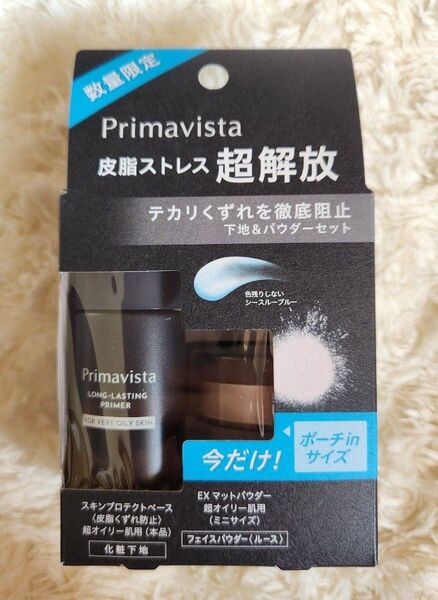 数量限定
Primavista
皮脂ストレス 超解放
テカリくずれを徹底阻止
下地&パウダーセット
色残りしない
シースルーブルー
Primavista
LONG-LASTING
PRIMER
FOR VERY OILY SKIN
今だけ!
ポーチin
サイズ
スキンプロテクトベース
〈皮脂くずれ防止〉
超オイリー肌用(本品)
化粧下地
EX マットパウダー
超オイリー肌用
(ミニサイズ)
フェイスパウダー〈ルース〉